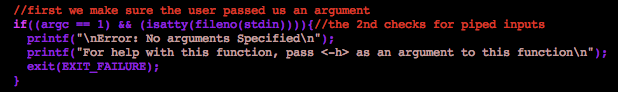 //first we make sure the user passed us an argument
if((argc == 1) && (isatty(fileno(stdin)))){//the 2nd checks for piped inputs
  printf("\nError: No arguments Specified\n");
  printf("For help with this function, pass <-h> as an argument to this function\n");
  exit(EXIT_FAILURE);
}